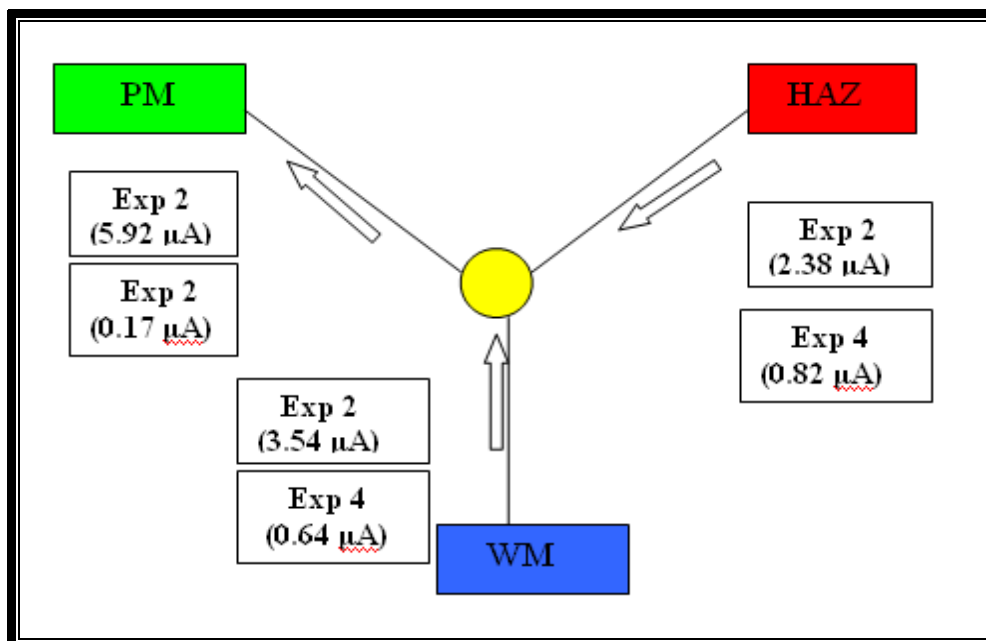 PM
HAZ
Exp 2
(5.92 µA)
Exp 2
(0.17 µA)
Exp 2
(2.38 µA)
Exp 4
(0.82 µA)
Exp 2
(3.54 µA)
Exp 4
(0.64 µA)
WM